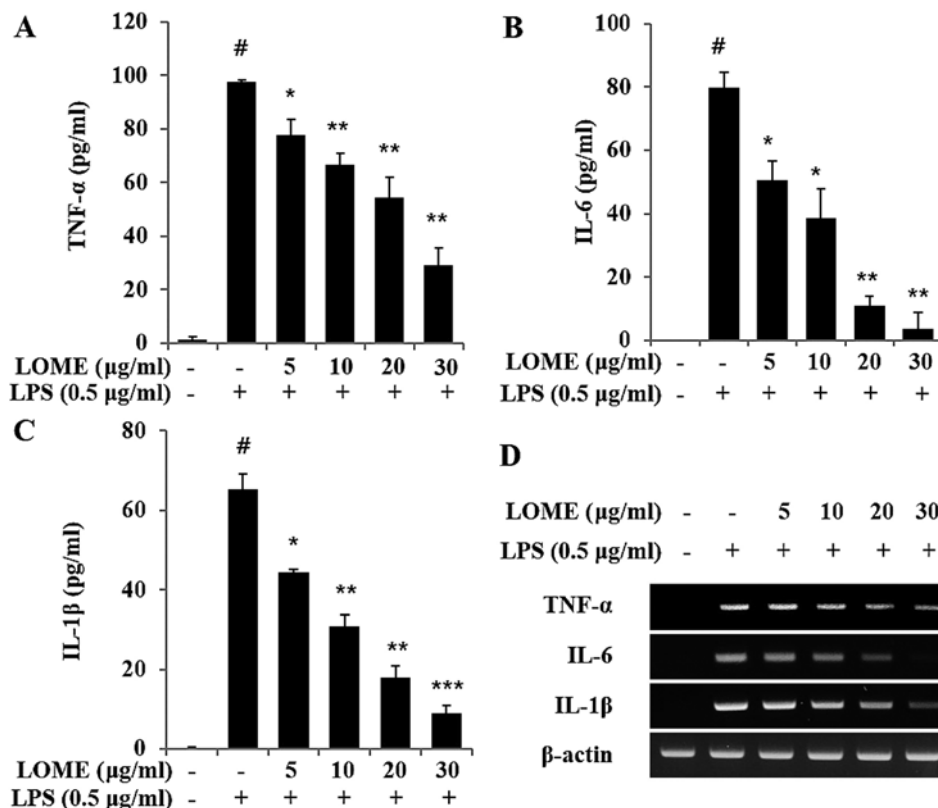 A
TNF-α (pg/ml)
120
100
80
60
40
20
0
#
*
**
**
**
LOME (μg/ml) - - 5 10 20 30
LPS (0.5 μg/ml) - + + + + +
B
IL-6 (pg/ml)
100
80
60
40
20
0
#
*
*
**
**
LOME (μg/ml) - - 5 10 20 30
LPS (0.5 μg/ml) - + + + + +
C
IL-1β (pg/ml)
80
60
40
20
0
#
*
**
**
***
LOME (μg/ml) - - 5 10 20 30
LPS (0.5 μg/ml) - + + + + +
D
LOME (μg/ml) - - 5 10 20 30
LPS (0.5 μg/ml) - + + + + +
TNF-α
IL-6
IL-1β
β-actin